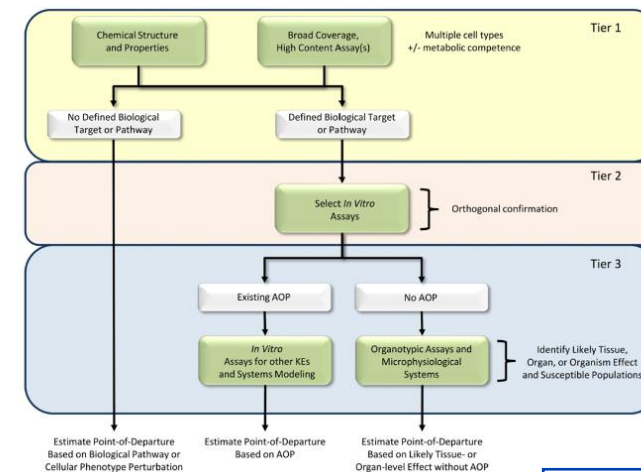 Chemical Structure
and Properties
Broad Coverage,
High Content Assay(s)
Multiple cell types
+/- metabolic competence
Tier 1
No Defined Biological
Target or Pathway
Defined Biological Target
or Pathway
Tier 2
Select In Vitro
Assays
Orthogonal confirmation
Tier 3
Existing AOP
No AOP
In Vitro
Assays for other KEs
and Systems Modeling
Organotypic Assays and
Microphysiological
Systems
Identify Likely Tissue,
Organ, or Organism Effect
and Susceptible Populations
Estimate Point-of-Departure
Based on Biological Pathway or
Cellular Phenotype Perturbation
Estimate Point-of-Departure
Based on AOP
Estimate Point-of-Departure
Based on Likely Tissue- or
Organ-level Effect without AOP